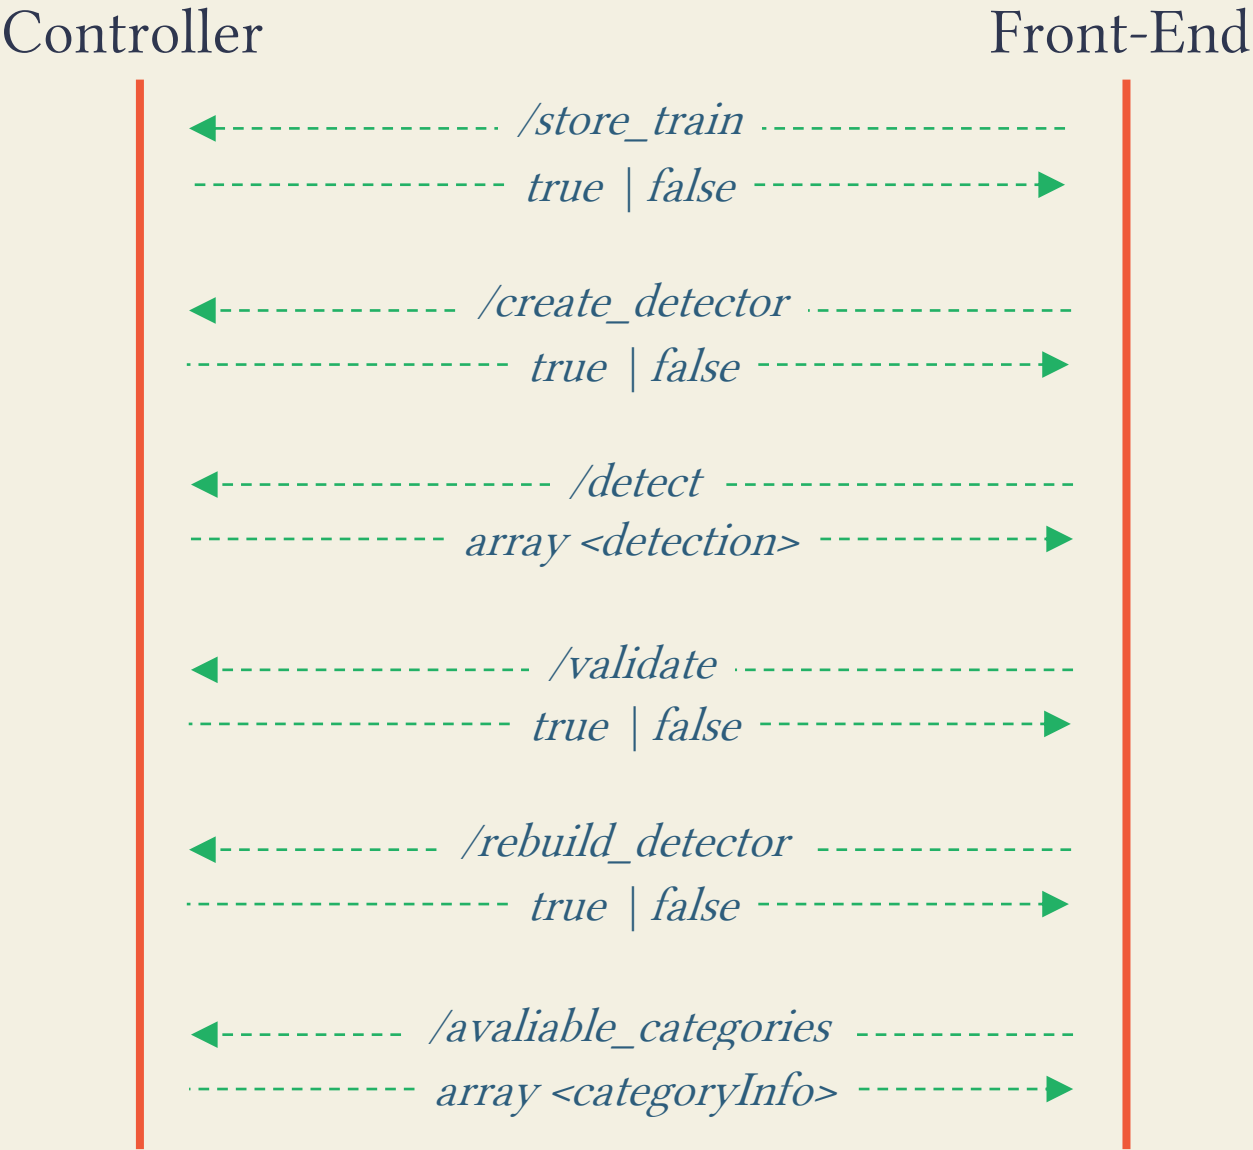 Controller Front-End
/store_train
true | false
/create_detector
true | false
/detect
array <detection>
/validate
true | false
/rebuild_detector
true | false
/avaliable_categories
array <categoryInfo>